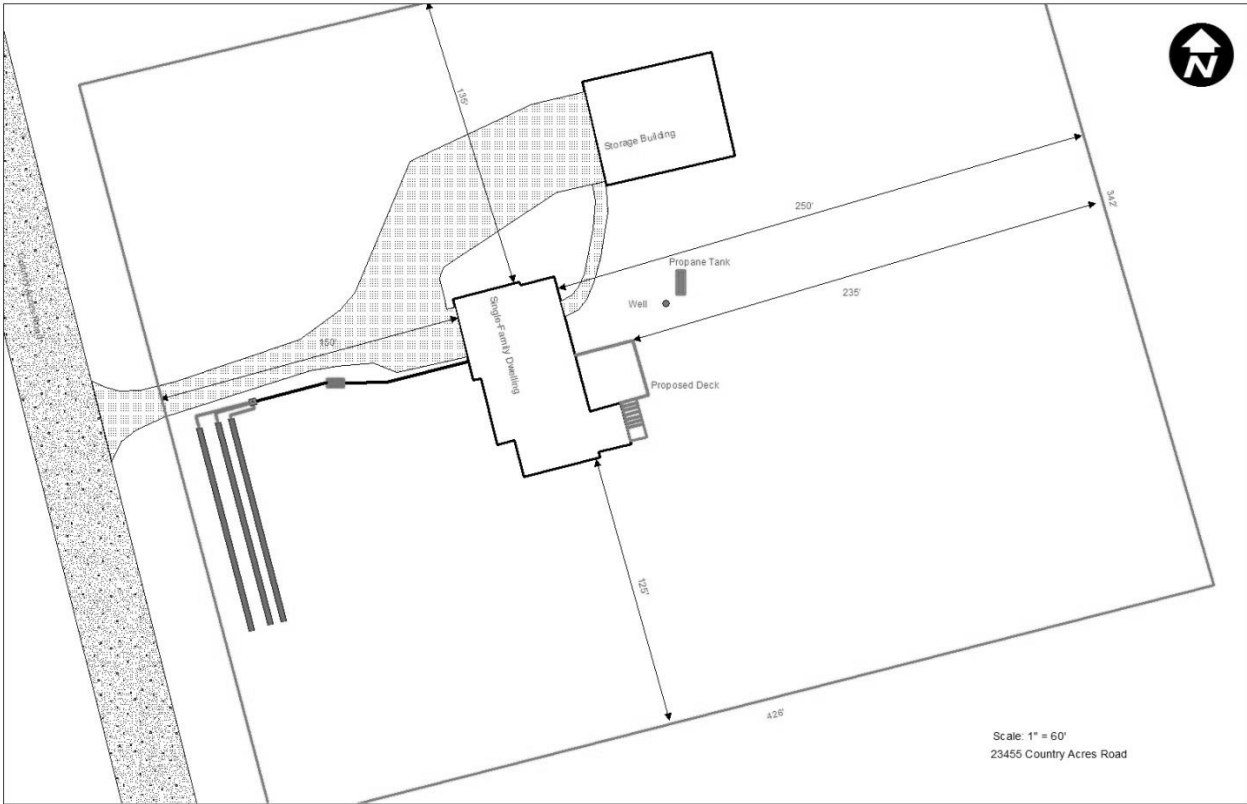 N
135'
Storage Building
250'
342'
Propane Tank
Well
235'
Single-Family Dwelling
150'
Proposed Deck
125'
426'
Scale: 1" = 60'
23455 Country Acres Road